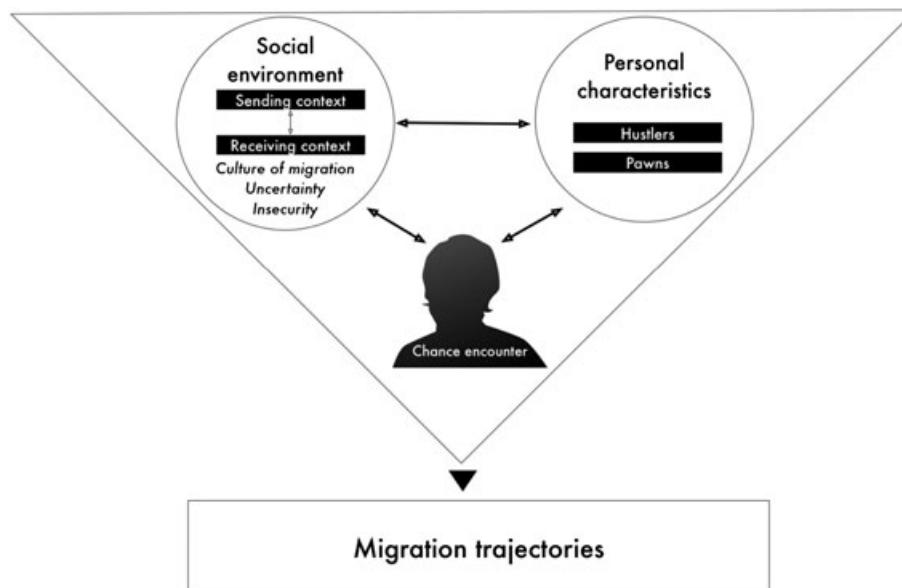 Social
environment
Sending context
Receiving context
Culture of migration
Uncertainty
Insecurity
Personal
characteristics
Hustlers
Pawns
Chance encounter
Migration trajectories